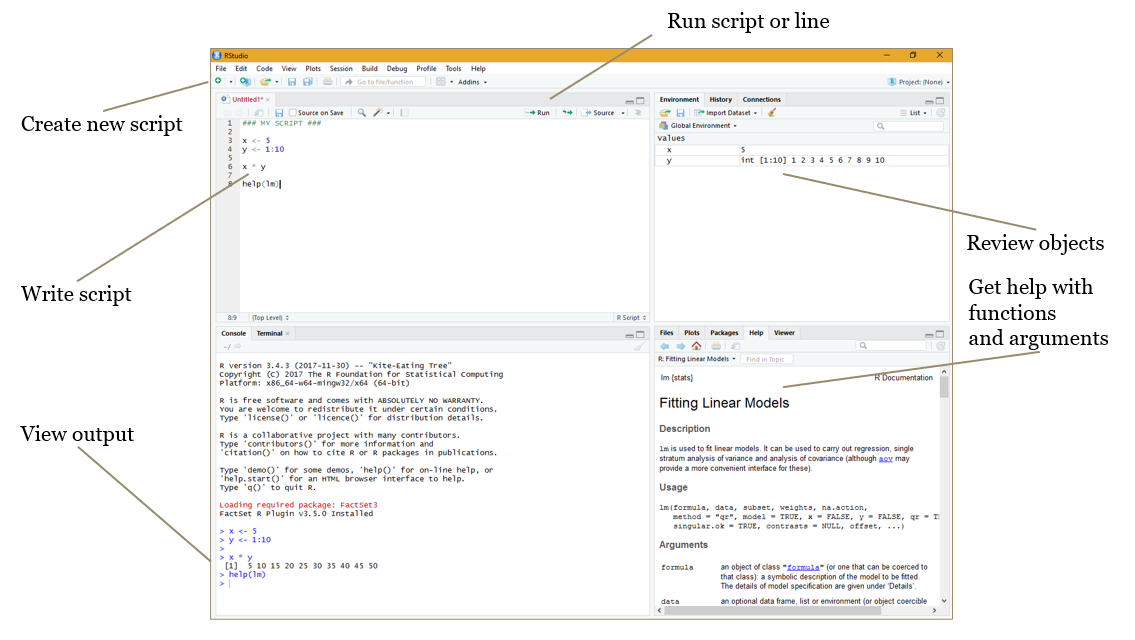 Run script or line
Create new script
Write script
View output
Review objects
Get help with
functions
and arguments
RStudio
File Edit Code View Plots Session Build Debug Profile Tools Help
Go to file/function Addins Project: (None)
Untitled1*
Source on Save Run Source
1 ### MY SCRIPT ###
2
3 x <- 5
4 y <- 1:10
5
6 x * y
7
8 help(lm)
8:9 (Top Level) R Script
Console Terminal
~/
R version 3.4.3 (2017-11-30) -- "Kite-Eating Tree"
Copyright (C) 2017 The R Foundation for Statistical Computing
Platform: x86_64-w64-mingw32/x64 (64-bit)
R is free software and comes with ABSOLUTELY NO WARRANTY.
You are welcome to redistribute it under certain conditions.
Type 'license()' or 'licence()' for distribution details.
R is a collaborative project with many contributors.
Type 'contributors()' for more information and
'citation()' on how to cite R or R packages in publications.
Type 'demo()' for some demos, 'help()' for on-line help, or
'help.start()' for an HTML browser interface to help.
Type 'q()' to quit R.
Loading required package: FactSet3
FactSet R Plugin v3.5.0 Installed
> x <- 5
> y <- 1:10
>
> x * y
[1] 5 10 15 20 25 30 35 40 45 50
> help(lm)
>
Environment History Connections
Import Dataset List
Global Environment
Values
x 5
y int [1:10] 1 2 3 4 5 6 7 8 9 10
Files Plots Packages Help Viewer
R: Fitting Linear Models Find in Topic
lm {stats} R Documentation
Fitting Linear Models
Description
lm is used to fit linear models. It can be used to carry out regression, single
stratum analysis of variance and analysis of covariance (although aov may
provide a more convenient interface for these).
Usage
lm(formula, data, subset, weights, na.action,
method = "qr", model = TRUE, x = FALSE, y = FALSE, qr = TI
singular.ok = TRUE, contrasts = NULL, offset, ...)
Arguments
formula an object of class "formula" (or one that can be coerced to
that class): a symbolic description of the model to be fitted.
The details of model specification are given under 'Details'.
data an optional data frame, list or environment (or object coercible